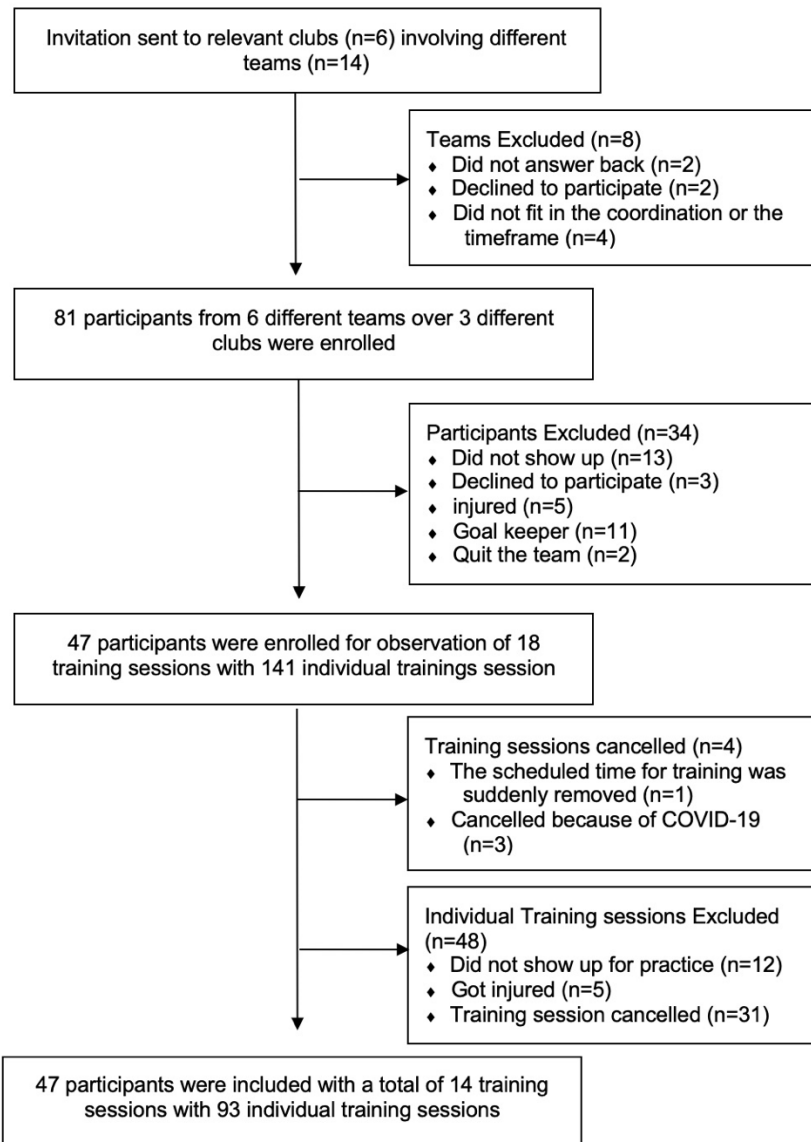 Invitation sent to relevant clubs (n=6) involving different
teams (n=14)
Teams Excluded (n=8)
♦ Did not answer back (n=2)
♦ Declined to participate (n=2)
♦ Did not fit in the coordination or the
timeframe (n=4)
81 participants from 6 different teams over 3 different
clubs were enrolled
Participants Excluded (n=34)
♦ Did not show up (n=13)
♦ Declined to participate (n=3)
♦ injured (n=5)
♦ Goal keeper (n=11)
♦ Quit the team (n=2)
47 participants were enrolled for observation of 18
training sessions with 141 individual trainings session
Training sessions cancelled (n=4)
♦ The scheduled time for training was
suddenly removed (n=1)
♦ Cancelled because of COVID-19
(n=3)
Individual Training sessions Excluded
(n=48)
♦ Did not show up for practice (n=12)
♦ Got injured (n=5)
♦ Training session cancelled (n=31)
47 participants were included with a total of 14 training
sessions with 93 individual training sessions